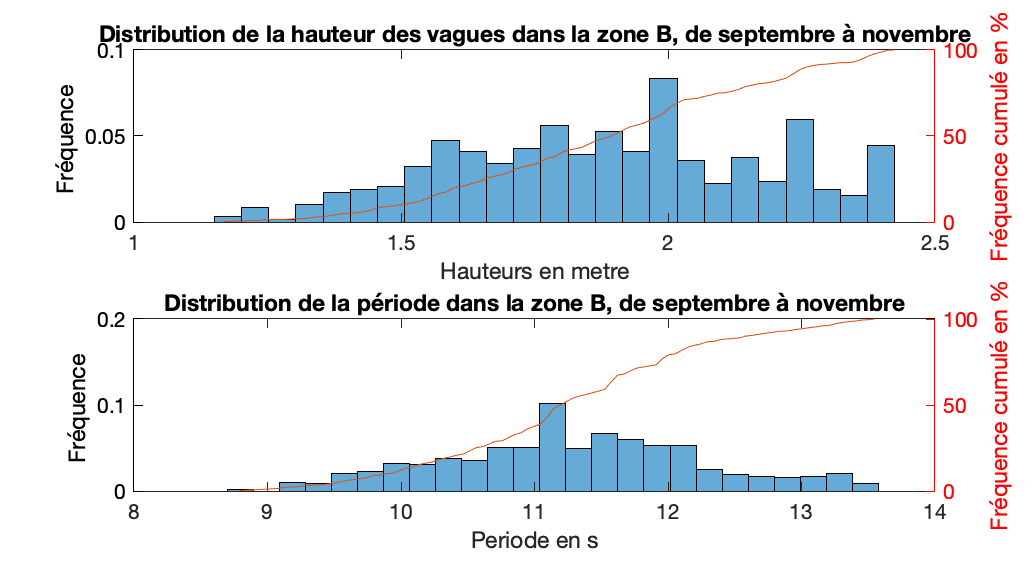 Distribution de la hauteur des vagues dans la zone B, de septembre à novembre
0.1
0.05
0
Fréquence
100
50
0
Fréquence cumulé en %
1
1.5
2
2.5
Hauteurs en metre
Distribution de la période dans la zone B, de septembre à novembre
0.2
0.1
0
Fréquence
100
50
0
Fréquence cumulé en %
8
9
10
11
12
13
14
Periode en s